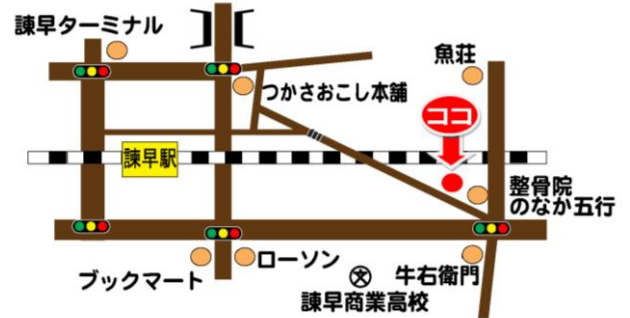 諫早ターミナル
魚荘
つかさおこし本舗
ココ
諫早駅
整骨院
のなか五行
ブックマート
ローソン
牛右衛門
諫早商業高校